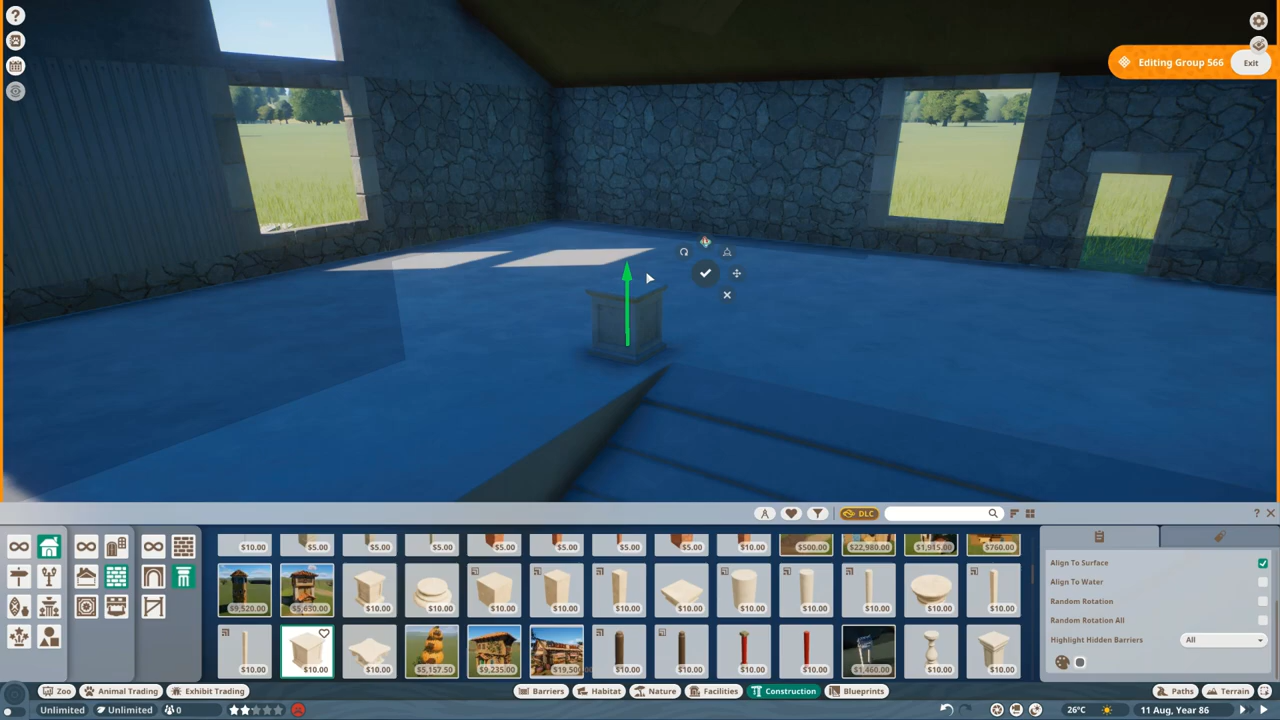 ?
Editing Group 566
Exit
DLC
? ×
$10.00 $5.00 $5.00 $5.00 $5.00 $5.00 $5.00 $5.00 $10.00 $500.00 $22,980.00 $1,915.00 $760.00
$9,520.00 $5,630.00 $10.00 $10.00 $10.00 $10.00 $10.00 $10.00 $10.00 $10.00 $10.00 $10.00 $10.00
$10.00 $10.00 $10.00 $5,157.50 $9,235.00 $10.00 $10.00 $10.00 $10.00 $1,460.00 $10.00 $10.00
Align To Surface
Align To Water
Random Rotation
Random Rotation All
Highlight Hidden Barriers All
Zoo Animal Trading Exhibit Trading Barriers Habitat Nature Facilities Construction Blueprints Paths Terrain
Unlimited Unlimited 0 26°C 11 Aug, Year 86